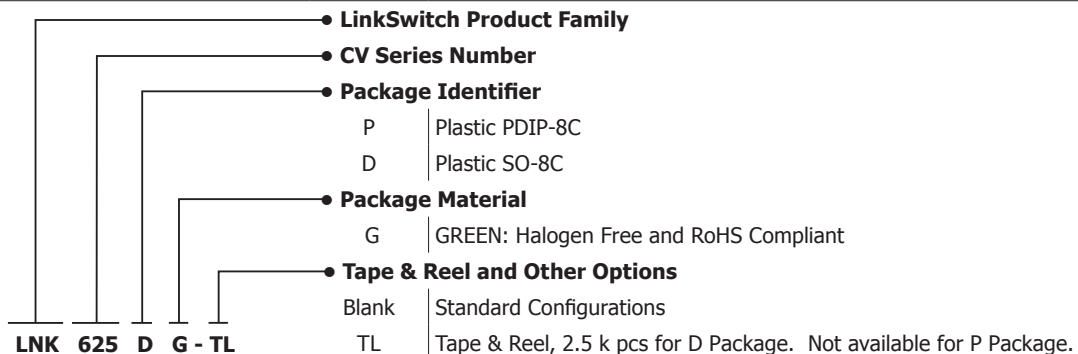 LinkSwitch Product Family
CV Series Number
Package Identifier
P Plastic PDIP-8C
D Plastic SO-8C
Package Material
G GREEN: Halogen Free and RoHS Compliant
Tape & Reel and Other Options
Blank Standard Configurations
LNK 625 D G - TL TL Tape & Reel, 2.5 k pcs for D Package. Not available for P Package.